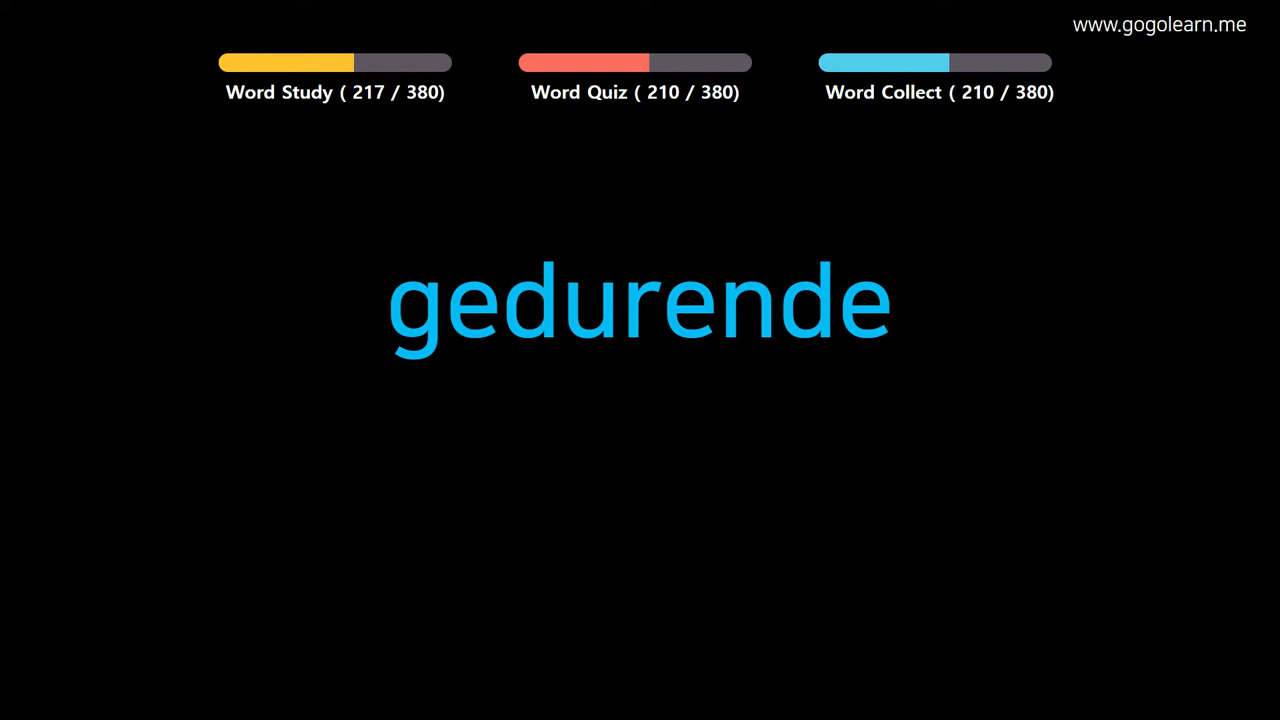 www.gogolearn.me
Word Study ( 217 / 380)
Word Quiz ( 210 / 380)
Word Collect ( 210 / 380)
gedurende